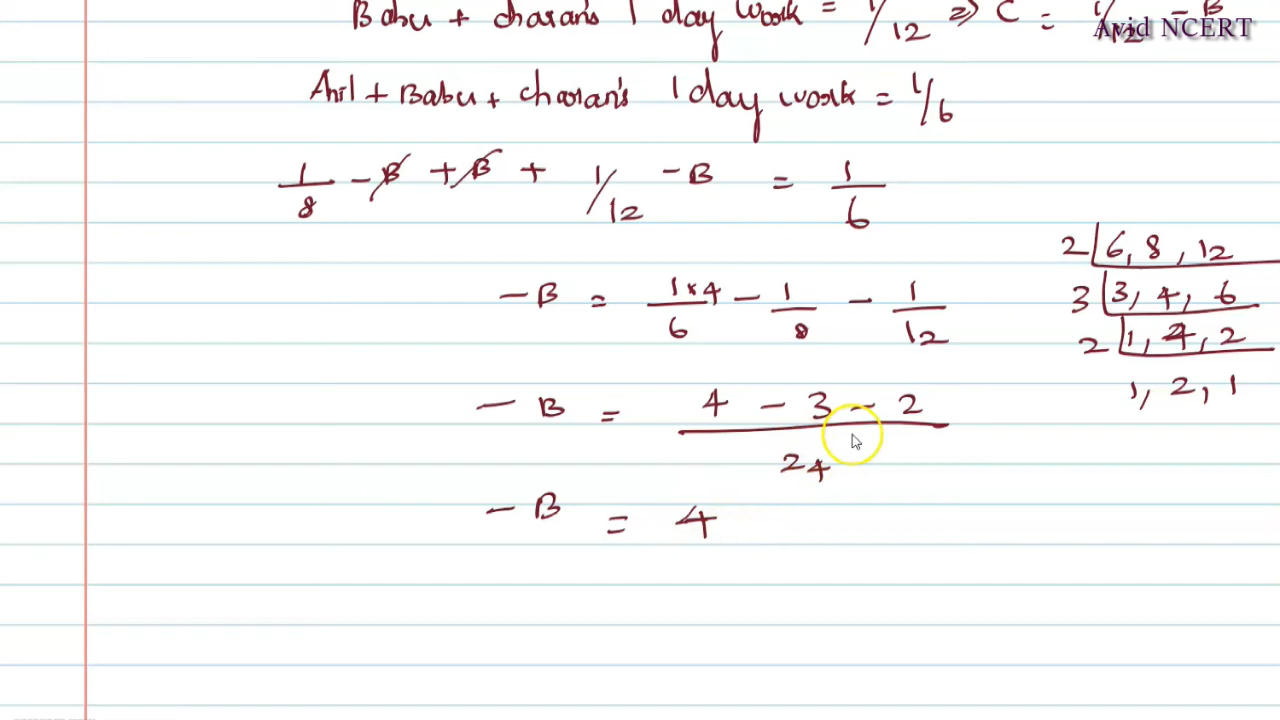 Babu + charan's 1 day work = 1/12 ⇒ C = 1/12 - B
Avid NCERT
Anil + Babu + charan's 1 day work = 1/6
1/8 - B + B + 1/12 - B = 1/6
2 | 6, 8, 12
- B = 1×4/6 - 1/8 - 1/12
3 | 3, 4, 6
2 | 1, 4, 2
1, 2, 1
- B = 4 - 3 - 2 / 24
- B = 4